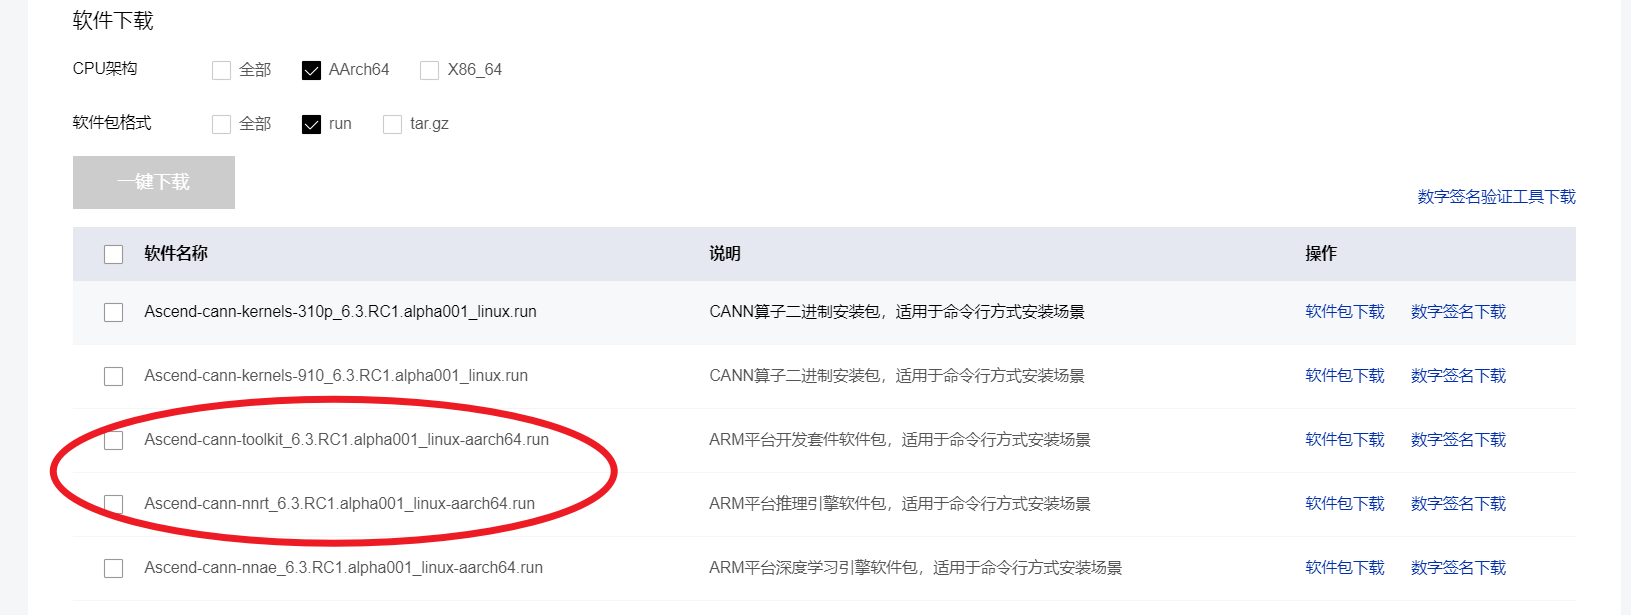 软件下载
CPU架构 全部 AArch64 X86_64
软件包格式 全部 run tar.gz
一键下载
数字签名验证工具下载
软件名称 说明 操作
Ascend-cann-kernels-310p_6.3.RC1.alpha001_linux.run CANN算子二进制安装包，适用于命令行方式安装场景 软件包下载 数字签名下载
Ascend-cann-kernels-910_6.3.RC1.alpha001_linux.run CANN算子二进制安装包，适用于命令行方式安装场景 软件包下载 数字签名下载
Ascend-cann-toolkit_6.3.RC1.alpha001_linux-aarch64.run ARM平台开发套件软件包，适用于命令行方式安装场景 软件包下载 数字签名下载
Ascend-cann-nnrt_6.3.RC1.alpha001_linux-aarch64.run ARM平台推理引擎软件包，适用于命令行方式安装场景 软件包下载 数字签名下载
Ascend-cann-nnae_6.3.RC1.alpha001_linux-aarch64.run ARM平台深度学习引擎软件包，适用于命令行方式安装场景 软件包下载 数字签名下载